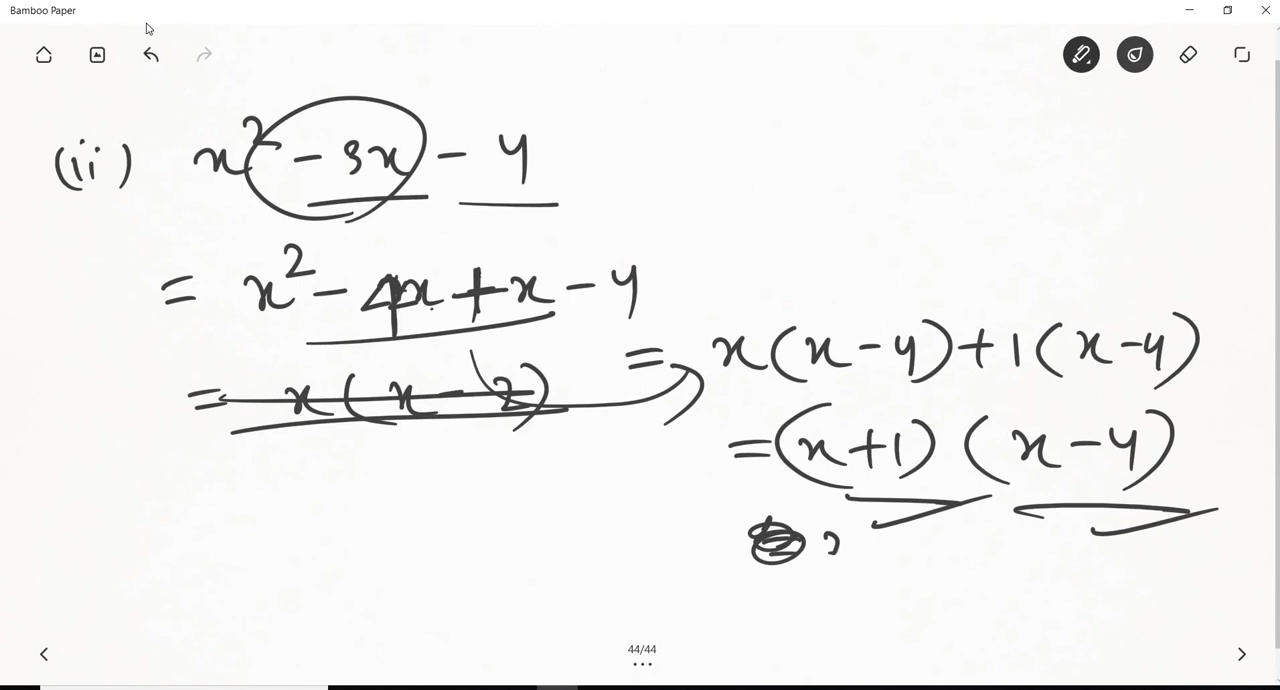 Bamboo Paper
(ii) x² - 3x - 4
= x² - 4x + x - 4
= x(x - 2)
= x(x-4)+1(x-4)
=(x+1)(x-4)
,
44/44